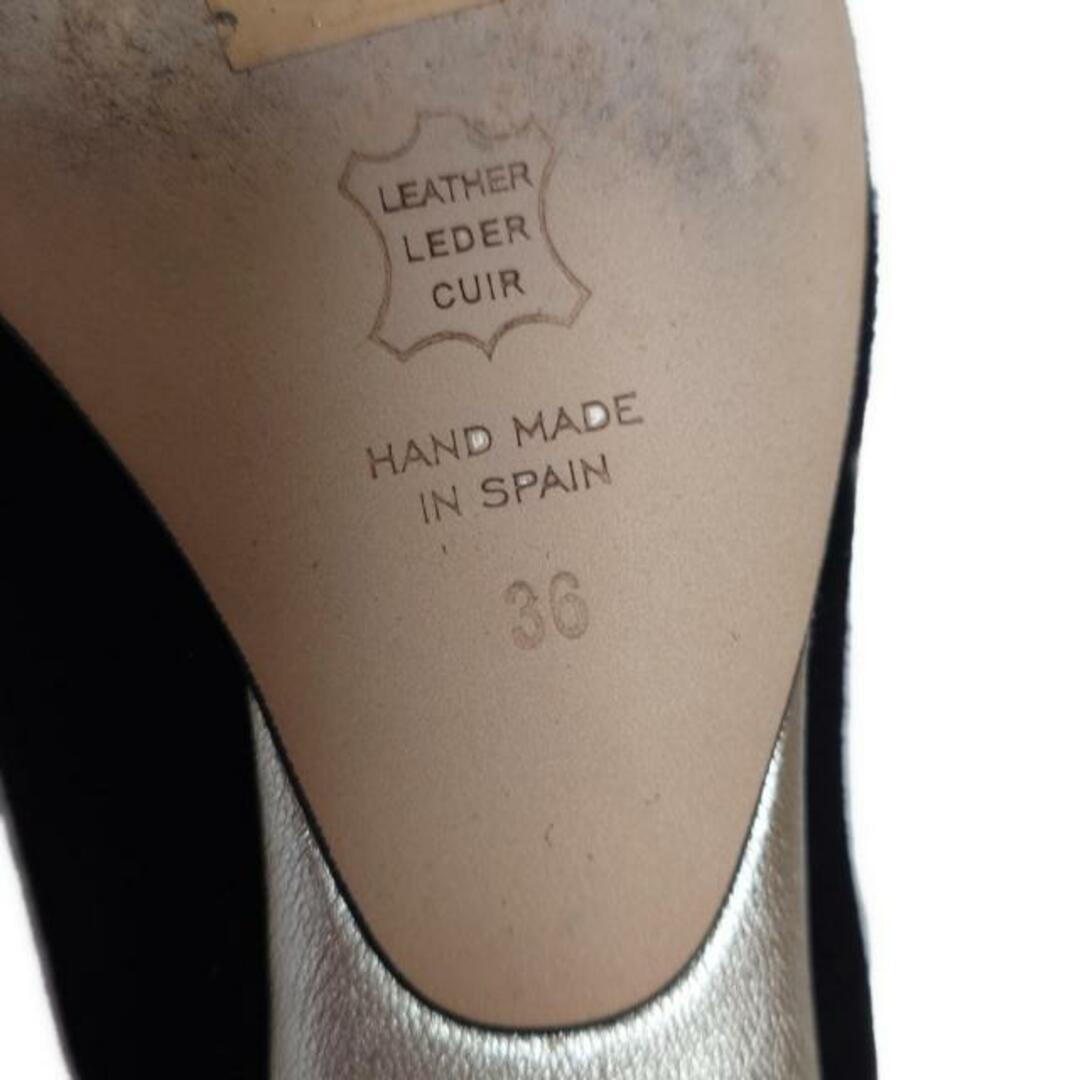 LEATHER
LEDER
CUIR
HAND MADE
IN SPAIN
36